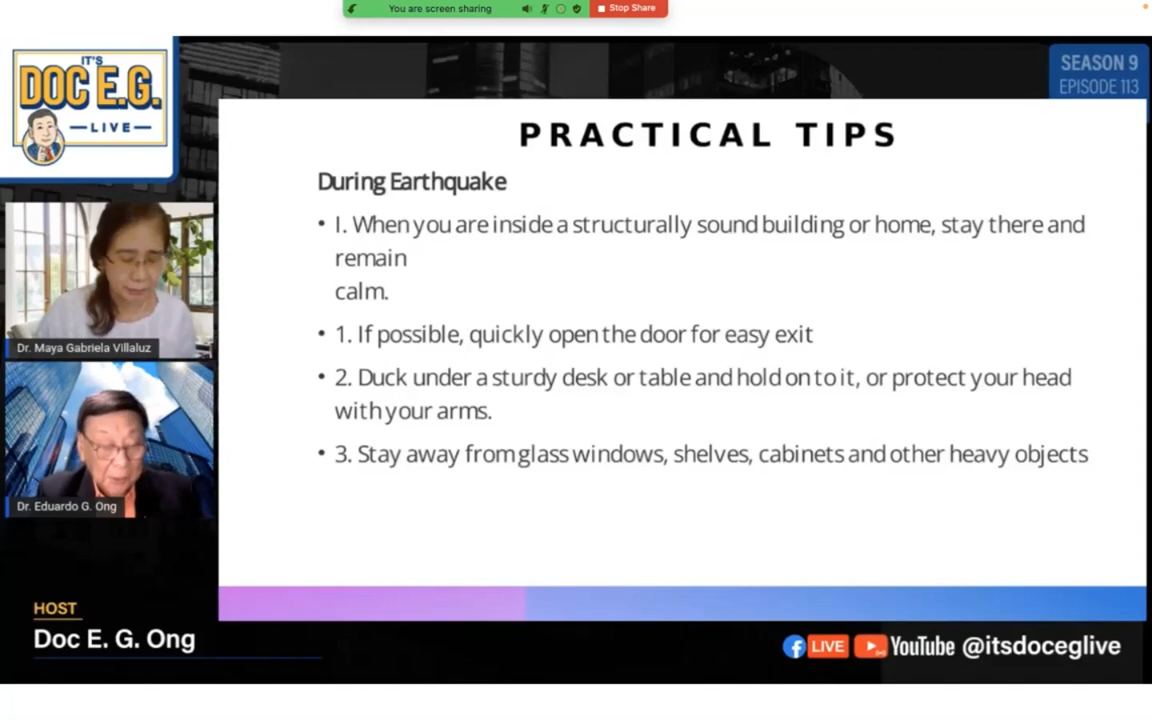 You are screen sharing
Stop Share
IT'S
DOC E.G.
LIVE
SEASON 9
EPISODE 113
PRACTICAL TIPS
During Earthquake
• I. When you are inside a structurally sound building or home, stay there and
remain
calm.
• 1. If possible, quickly open the door for easy exit
• 2. Duck under a sturdy desk or table and hold on to it, or protect your head
with your arms.
• 3. Stay away from glass windows, shelves, cabinets and other heavy objects
Dr. Maya Gabriela Villaluz
Dr. Eduardo G. Ong
HOST
Doc E. G. Ong
LIVE YouTube @itsdoceglive